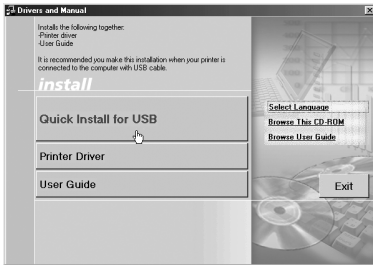 Drivers and Manual
Installs the following together:
-Printer driver
-User Guide
It is recommended you make this installation when your printer is
connected to the computer with USB cable.
install
Quick Install for USB
Printer Driver
User Guide
Select Language
Browse This CD-ROM
Browse User Guide
Exit